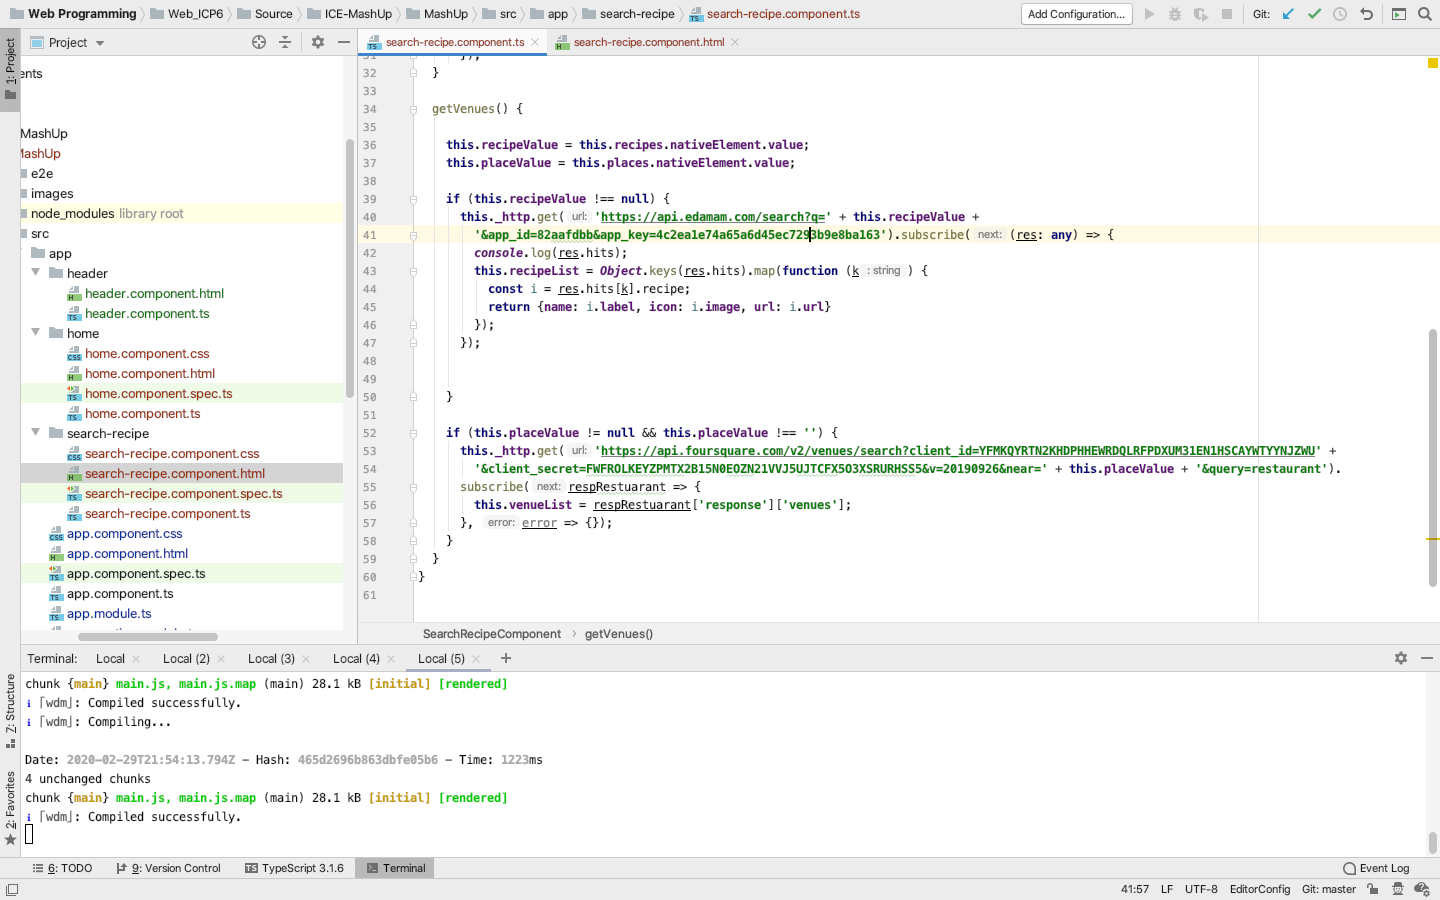 Web Programming Web_ICP6 Source ICE-MashUp MashUp src app search-recipe search-recipe.component.ts Add Configuration... Git:
1: Project
Project
ents
MashUp
MashUp
e2e
images
node_modules library root
src
app
header
header.component.html
header.component.ts
home
home.component.css
home.component.html
home.component.spec.ts
home.component.ts
search-recipe
search-recipe.component.css
search-recipe.component.html
search-recipe.component.spec.ts
search-recipe.component.ts
app.component.css
app.component.html
app.component.spec.ts
app.component.ts
app.module.ts
search-recipe.component.ts search-recipe.component.html
31 });
32 }
33
34 getVenues() {
35
36 this.recipeValue = this.recipes.nativeElement.value;
37 this.placeValue = this.places.nativeElement.value;
38
39 if (this.recipeValue !== null) {
40 this._http.get( url: 'https://api.edamam.com/search?q=' + this.recipeValue +
41 '&app_id=82aafdbb&app_key=4c2ea1e74a65a6d45ec7293b9e8ba163').subscribe( next: (res: any) => {
42 console.log(res.hits);
43 this.recipeList = Object.keys(res.hits).map(function (k : string ) {
44 const i = res.hits[k].recipe;
45 return {name: i.label, icon: i.image, url: i.url}
46 });
47 });
48
49
50 }
51
52 if (this.placeValue != null && this.placeValue !== '') {
53 this._http.get( url: 'https://api.foursquare.com/v2/venues/search?client_id=YFMKQYRTN2KHDPHHEWRDQLRFPDXUM31EN1HSCAYWTYYNJZWU' +
54 '&client_secret=FWFROLKEYZPMTX2B15N0EOZN21VVJ5UJTCFX5O3XSRURHSS5&v=20190926&near=' + this.placeValue + '&query=restaurant').
55 subscribe( next: respRestuarant => {
56 this.venueList = respRestuarant['response']['venues'];
57 }, error: error => {});
58 }
59 }
60 }
61
SearchRecipeComponent › getVenues()
Terminal: Local Local (2) Local (3) Local (4) Local (5)
chunk {main} main.js, main.js.map (main) 28.1 kB [initial] [rendered]
i ｢wdm｣: Compiled successfully.
i ｢wdm｣: Compiling...
Date: 2020-02-29T21:54:13.794Z - Hash: 465d2696b863dbfe05b6 - Time: 1223ms
4 unchanged chunks
chunk {main} main.js, main.js.map (main) 28.1 kB [initial] [rendered]
i ｢wdm｣: Compiled successfully.
Z: Structure
2: Favorites
6: TODO 9: Version Control TypeScript 3.1.6 Terminal Event Log
41:57 LF UTF-8 EditorConfig Git: master